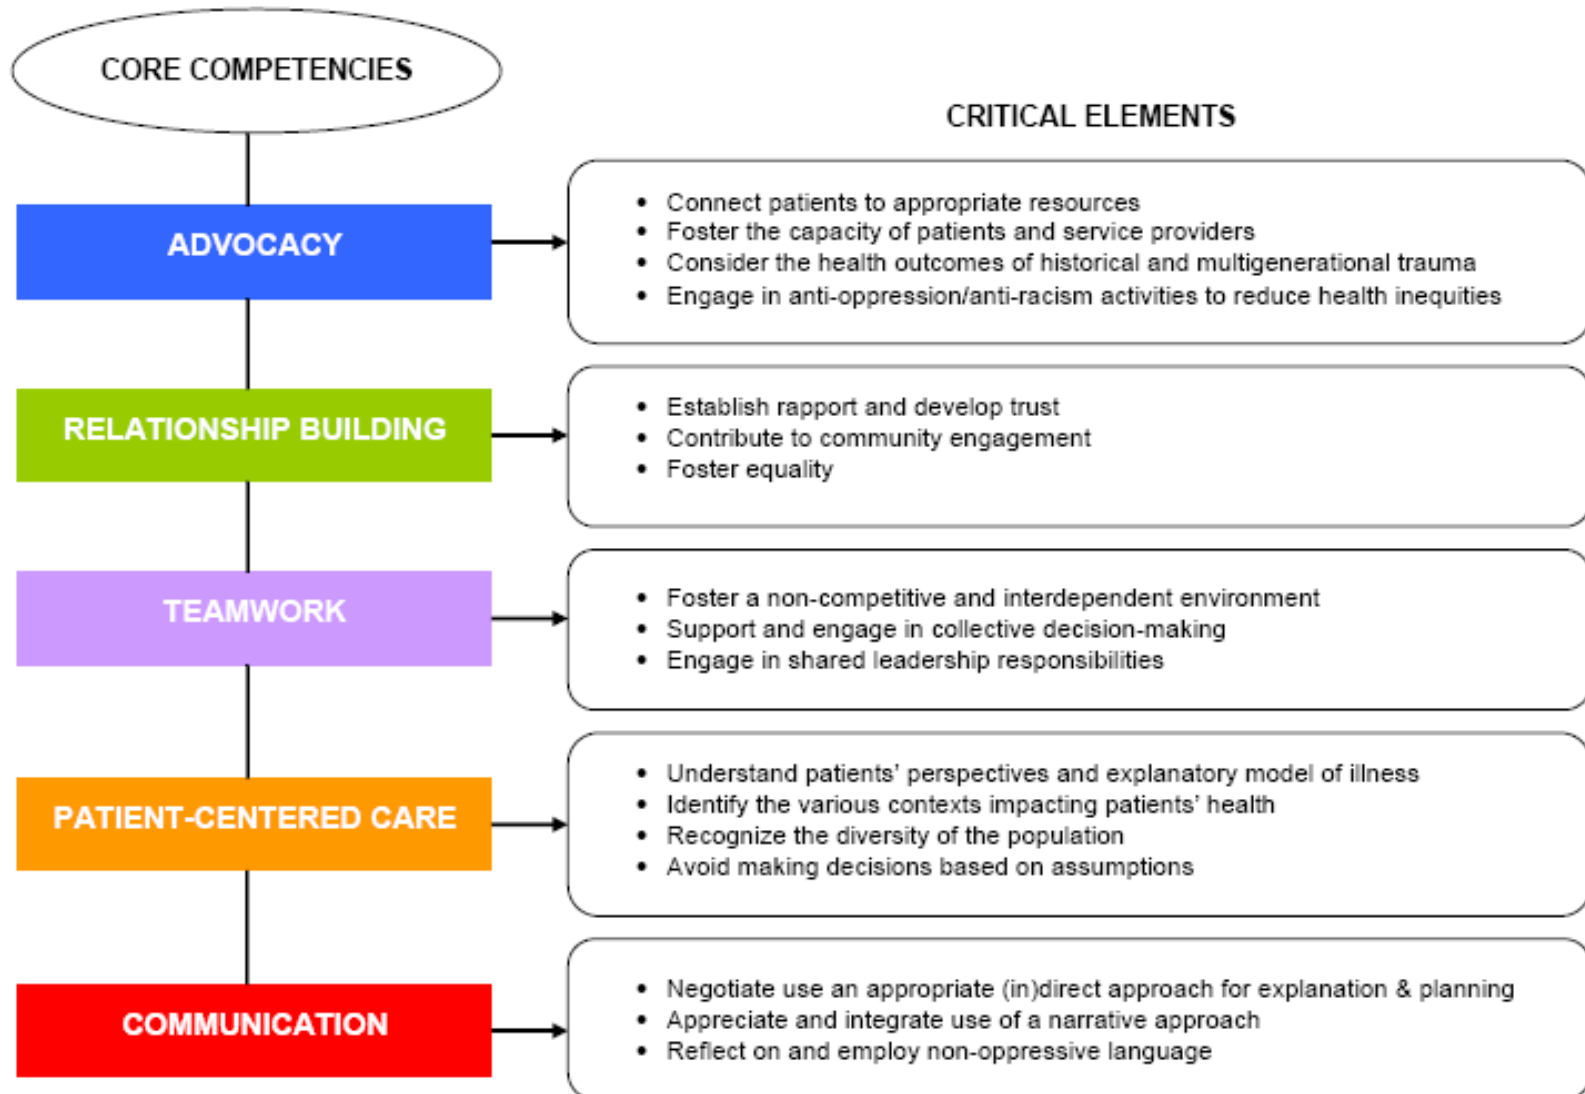 CORE COMPETENCIES
CRITICAL ELEMENTS
ADVOCACY
• Connect patients to appropriate resources
• Foster the capacity of patients and service providers
• Consider the health outcomes of historical and multigenerational trauma
• Engage in anti-oppression/anti-racism activities to reduce health inequities
RELATIONSHIP BUILDING
• Establish rapport and develop trust
• Contribute to community engagement
• Foster equality
TEAMWORK
• Foster a non-competitive and interdependent environment
• Support and engage in collective decision-making
• Engage in shared leadership responsibilities
PATIENT-CENTERED CARE
• Understand patients’ perspectives and explanatory model of illness
• Identify the various contexts impacting patients’ health
• Recognize the diversity of the population
• Avoid making decisions based on assumptions
COMMUNICATION
• Negotiate use an appropriate (in)direct approach for explanation & planning
• Appreciate and integrate use of a narrative approach
• Reflect on and employ non-oppressive language